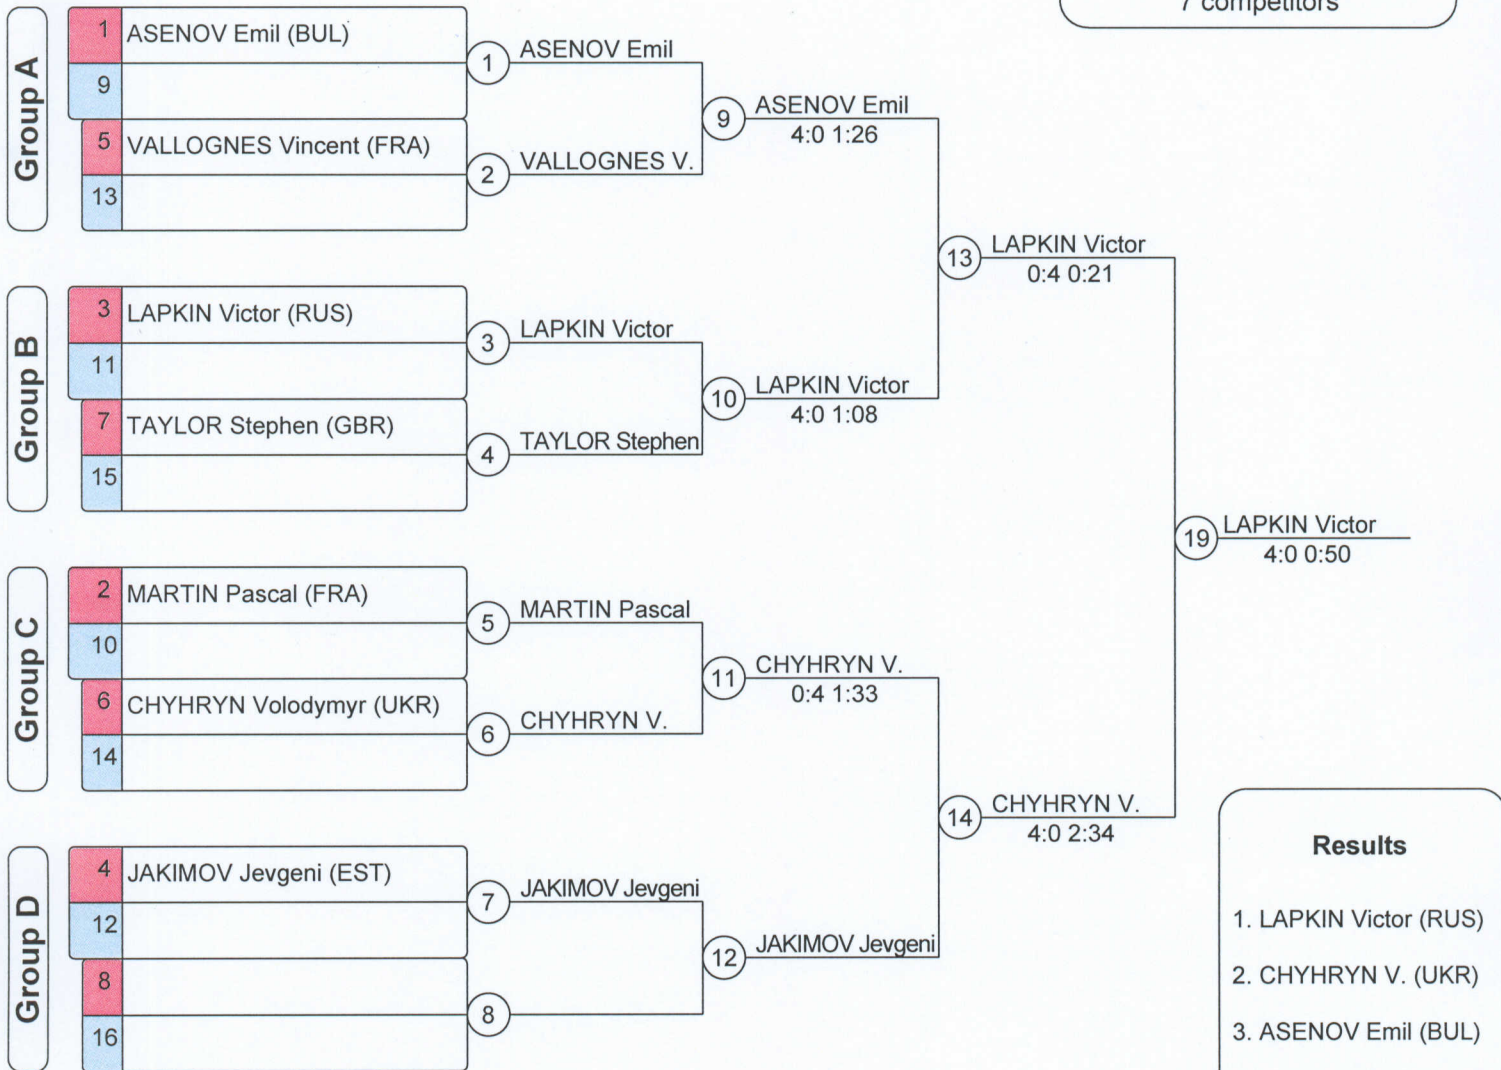 7 competitors
Group A
1 ASENOV Emil (BUL)
9
5 VALLOGNES Vincent (FRA)
13
1 ASENOV Emil
2 VALLOGNES V.
9 ASENOV Emil
4:0 1:26
Group B
3 LAPKIN Victor (RUS)
11
7 TAYLOR Stephen (GBR)
15
3 LAPKIN Victor
4 TAYLOR Stephen
10 LAPKIN Victor
4:0 1:08
13 LAPKIN Victor
0:4 0:21
Group C
2 MARTIN Pascal (FRA)
10
6 CHYHRYN Volodymyr (UKR)
14
5 MARTIN Pascal
6 CHYHRYN V.
11 CHYHRYN V.
0:4 1:33
Group D
4 JAKIMOV Jevgeni (EST)
12
8
16
7 JAKIMOV Jevgeni
8
12 JAKIMOV Jevgeni
14 CHYHRYN V.
4:0 2:34
19 LAPKIN Victor
4:0 0:50
Results
1. LAPKIN Victor (RUS)
2. CHYHRYN V. (UKR)
3. ASENOV Emil (BUL)